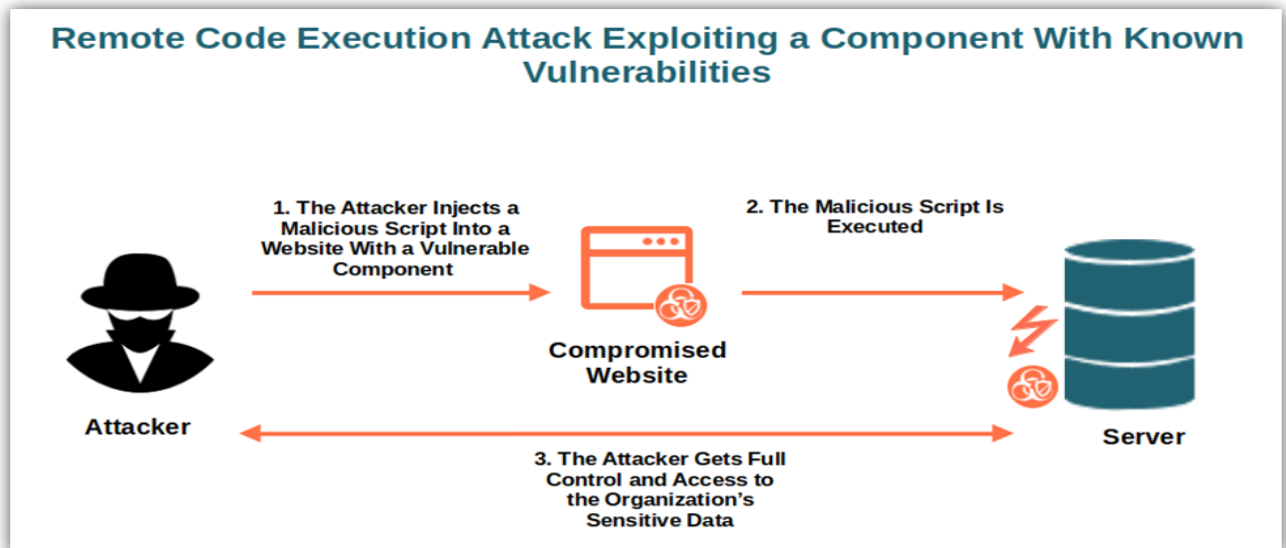 Remote Code Execution Attack Exploiting a Component With Known
Vulnerabilities
1. The Attacker Injects a
Malicious Script Into a
Website With a Vulnerable
Component
2. The Malicious Script Is
Executed
Compromised
Website
Attacker
Server
3. The Attacker Gets Full
Control and Access to
the Organization's
Sensitive Data